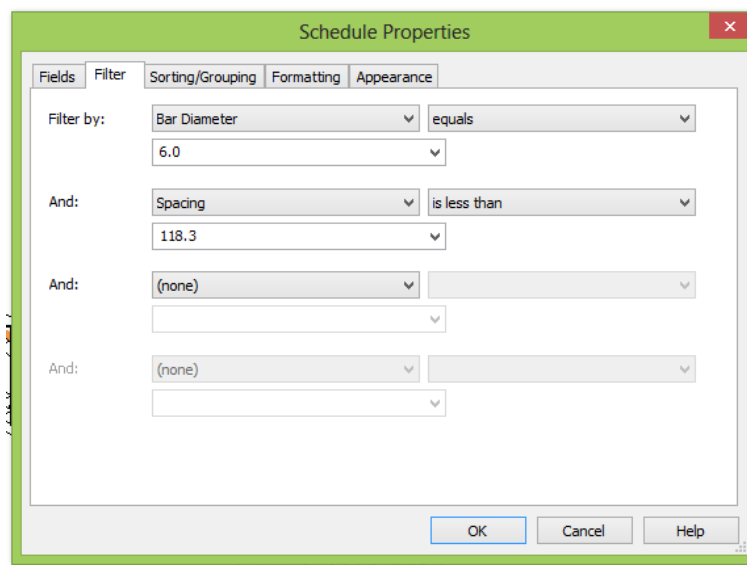 Schedule Properties
Fields Filter Sorting/Grouping Formatting Appearance
Filter by: Bar Diameter equals
6.0
And: Spacing is less than
118.3
And: (none)
And: (none)
OK Cancel Help